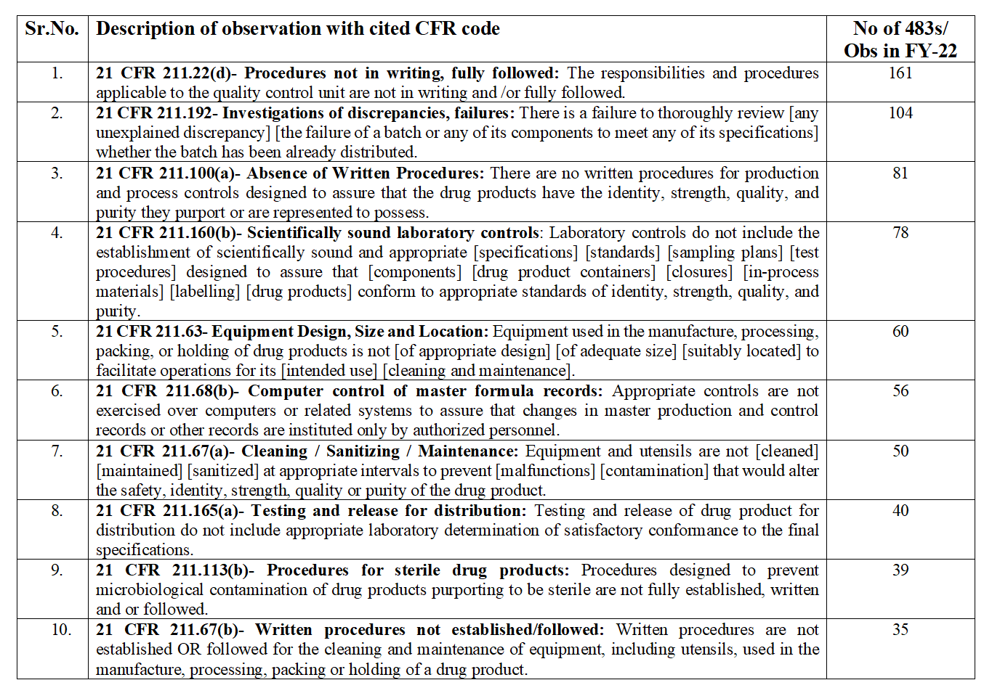 Sr.No. Description of observation with cited CFR code No of 483s/
Obs in FY-22
1. 21 CFR 211.22(d)- Procedures not in writing, fully followed: The responsibilities and procedures 161
applicable to the quality control unit are not in writing and /or fully followed.
2. 21 CFR 211.192- Investigations of discrepancies, failures: There is a failure to thoroughly review [any 104
unexplained discrepancy] [the failure of a batch or any of its components to meet any of its specifications]
whether the batch has been already distributed.
3. 21 CFR 211.100(a)- Absence of Written Procedures: There are no written procedures for production 81
and process controls designed to assure that the drug products have the identity, strength, quality, and
purity they purport or are represented to possess.
4. 21 CFR 211.160(b)- Scientifically sound laboratory controls: Laboratory controls do not include the 78
establishment of scientifically sound and appropriate [specifications] [standards] [sampling plans] [test
procedures] designed to assure that [components] [drug product containers] [closures] [in-process
materials] [labelling] [drug products] conform to appropriate standards of identity, strength, quality, and
purity.
5. 21 CFR 211.63- Equipment Design, Size and Location: Equipment used in the manufacture, processing, 60
packing, or holding of drug products is not [of appropriate design] [of adequate size] [suitably located] to
facilitate operations for its [intended use] [cleaning and maintenance].
6. 21 CFR 211.68(b)- Computer control of master formula records: Appropriate controls are not 56
exercised over computers or related systems to assure that changes in master production and control
records or other records are instituted only by authorized personnel.
7. 21 CFR 211.67(a)- Cleaning / Sanitizing / Maintenance: Equipment and utensils are not [cleaned] 50
[maintained] [sanitized] at appropriate intervals to prevent [malfunctions] [contamination] that would alter
the safety, identity, strength, quality or purity of the drug product.
8. 21 CFR 211.165(a)- Testing and release for distribution: Testing and release of drug product for 40
distribution do not include appropriate laboratory determination of satisfactory conformance to the final
specifications.
9. 21 CFR 211.113(b)- Procedures for sterile drug products: Procedures designed to prevent 39
microbiological contamination of drug products purporting to be sterile are not fully established, written
and or followed.
10. 21 CFR 211.67(b)- Written procedures not established/followed: Written procedures are not 35
established OR followed for the cleaning and maintenance of equipment, including utensils, used in the
manufacture, processing, packing or holding of a drug product.